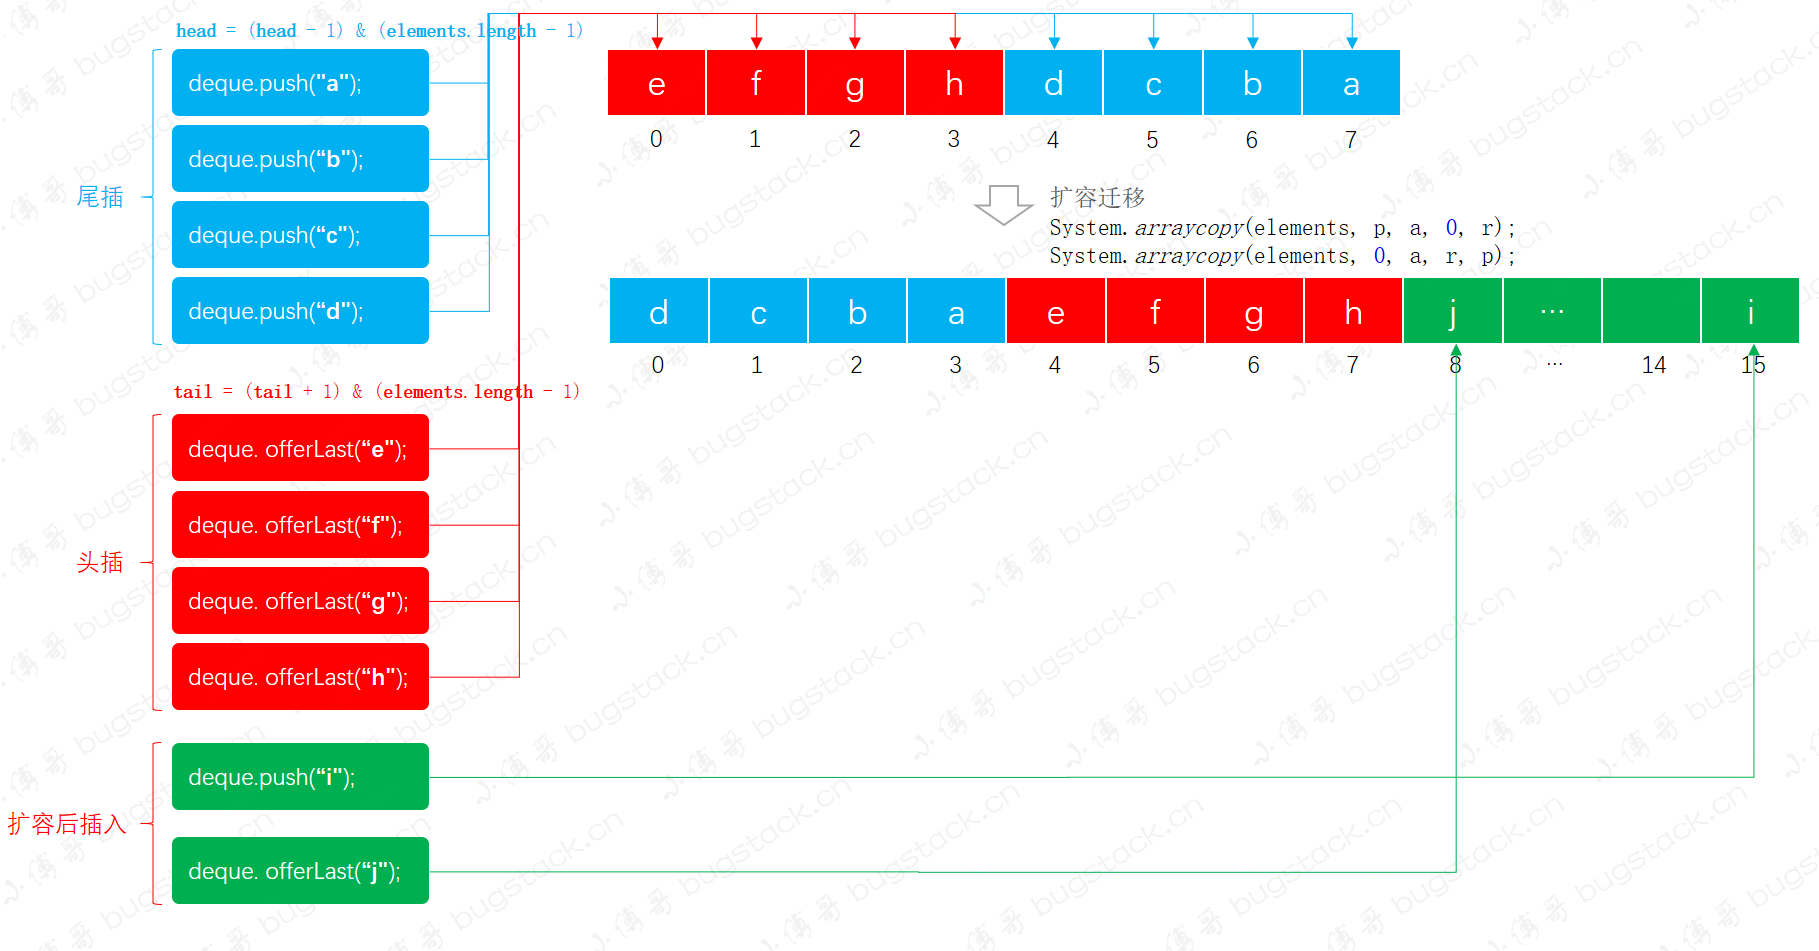 head = (head - 1) & (elements.length - 1)
deque.push("a");
deque.push(“b");
deque.push(“c");
deque.push(“d");
尾插
tail = (tail + 1) & (elements.length - 1)
deque. offerLast(“e");
deque. offerLast(“f");
deque. offerLast(“g");
deque. offerLast(“h");
头插
deque.push(“i");
deque. offerLast(“j");
扩容后插入
e f g h d c b a
0 1 2 3 4 5 6 7
扩容迁移
System.arraycopy(elements, p, a, 0, r);
System.arraycopy(elements, 0, a, r, p);
d c b a e f g h j ... i
0 1 2 3 4 5 6 7 8 ... 14 15
小傅哥 bugstack.cn